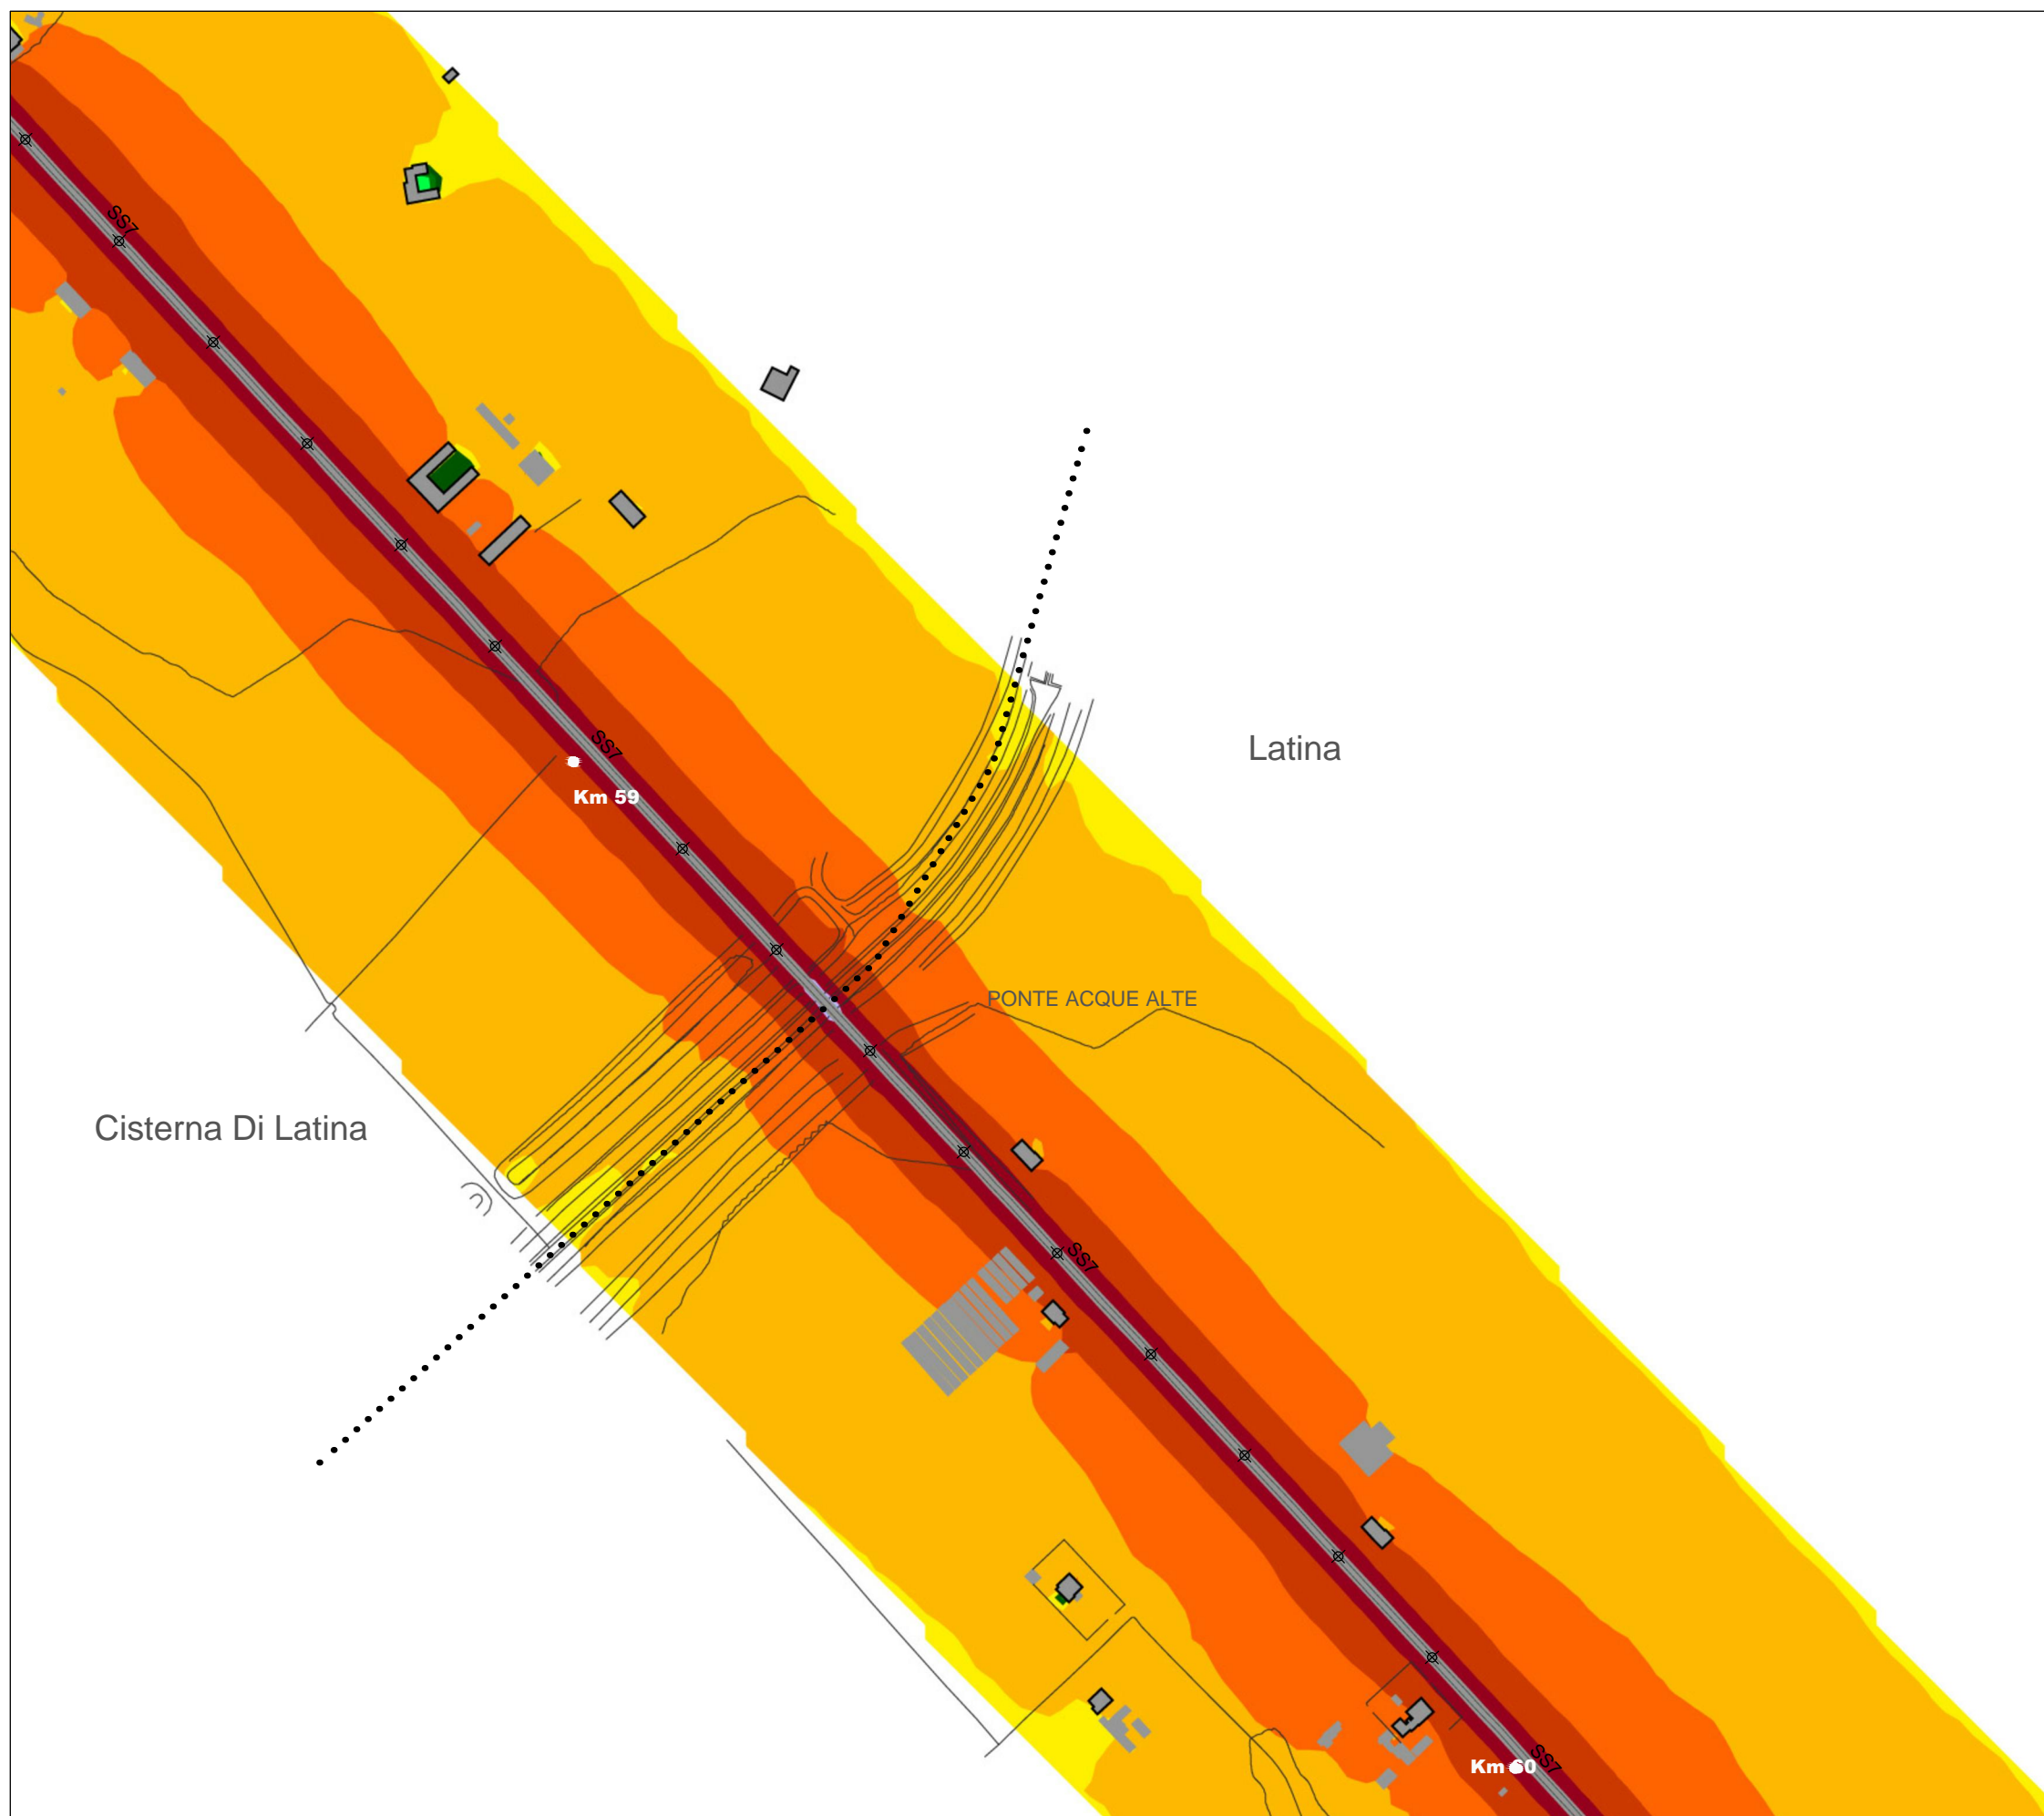 SS7
SS7
Latina
Km 59
PONTE ACQUE ALTE
Cisterna Di Latina
SS7
SS7
Km 60